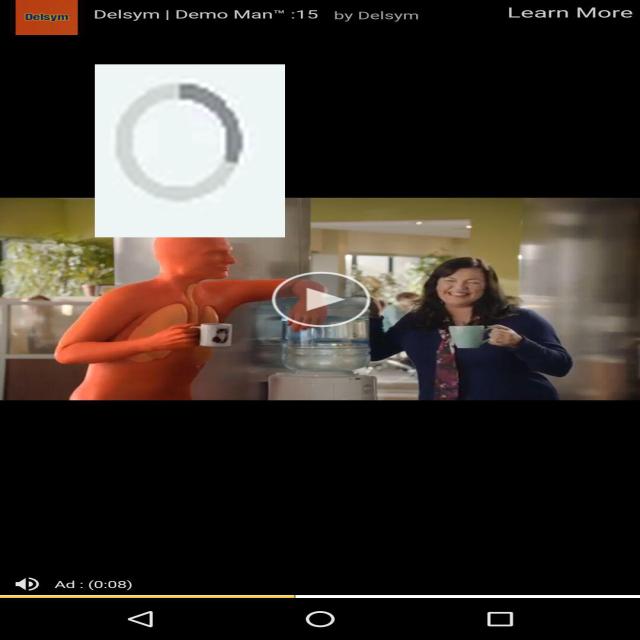 Delsym
Delsym | Demo Man™ :15 by Delsym
Learn More
Ad : (0:08)